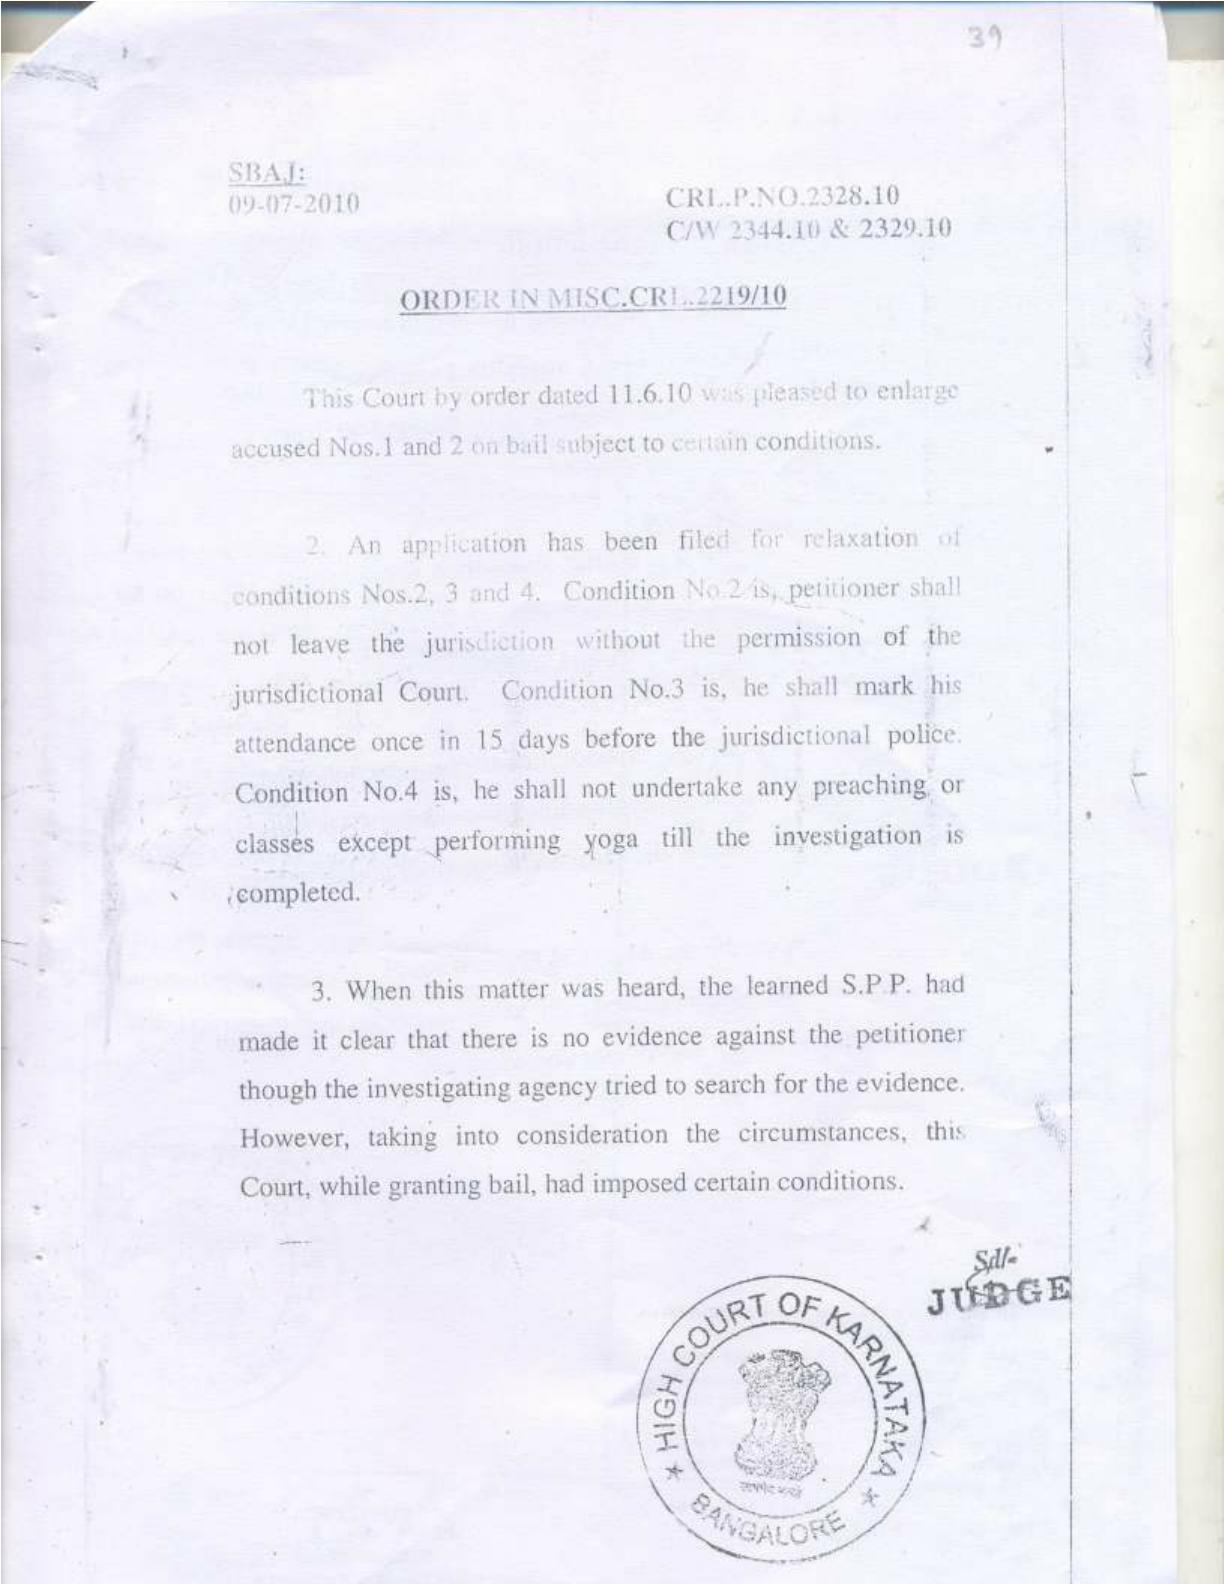 39
SBAJ:
09-07-2010
CRL.P.NO.2328.10
C/W 2344.10 & 2329.10
ORDER IN MISC.CRL.2219/10
This Court by order dated 11.6.10 was pleased to enlarge
accused Nos.1 and 2 on bail subject to certain conditions.
2. An application has been filed for relaxation of
conditions Nos.2, 3 and 4. Condition No.2 is, petitioner shall
not leave the jurisdiction without the permission of the
jurisdictional Court. Condition No.3 is, he shall mark his
attendance once in 15 days before the jurisdictional police.
Condition No.4 is, he shall not undertake any preaching or
classes except performing yoga till the investigation is
completed.
3. When this matter was heard, the learned S.P.P. had
made it clear that there is no evidence against the petitioner
though the investigating agency tried to search for the evidence.
However, taking into consideration the circumstances, this
Court, while granting bail, had imposed certain conditions.
Sd/-
JUDGE
HIGH COURT OF KARNATAKA
BANGALORE